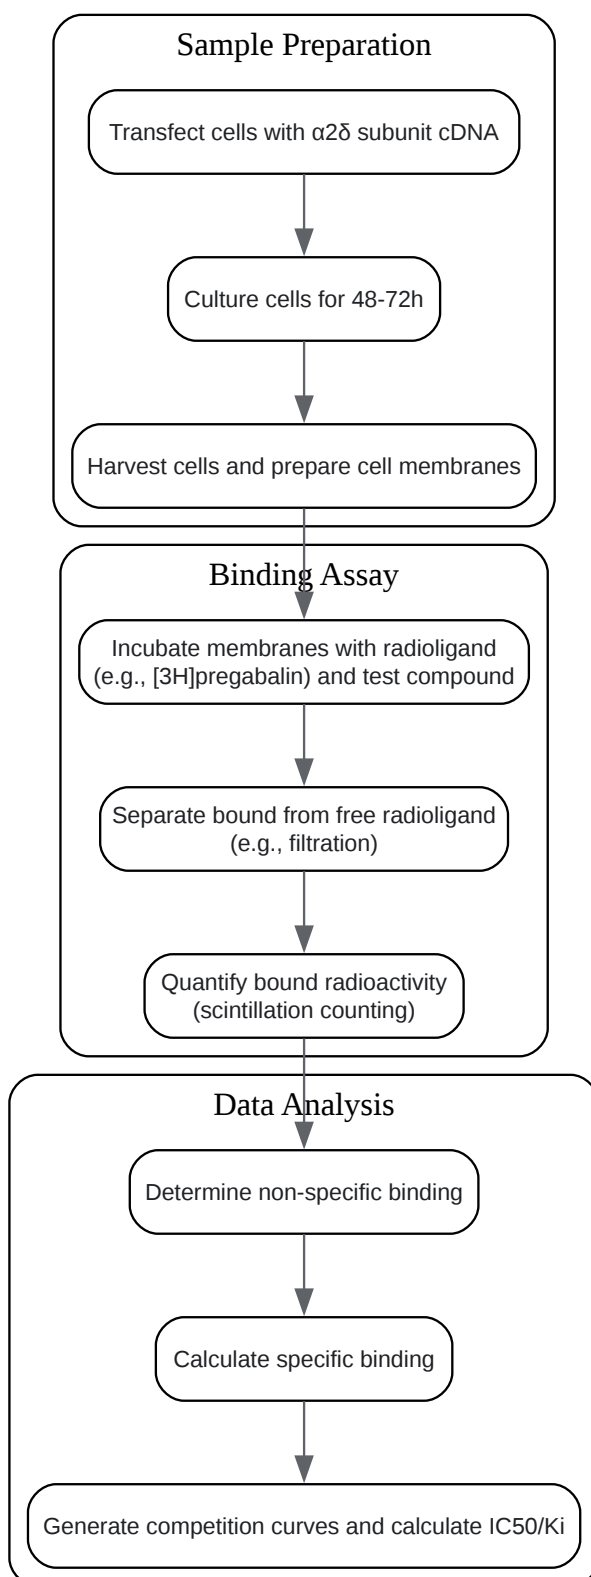 Sample Preparation
Transfect cells with α2δ subunit cDNA
Culture cells for 48-72h
Harvest cells and prepare cell membranes
Binding Assay
Incubate membranes with radioligand
(e.g., [3H]pregabalin) and test compound
Separate bound from free radioligand
(e.g., filtration)
Quantify bound radioactivity
(scintillation counting)
Data Analysis
Determine non-specific binding
Calculate specific binding
Generate competition curves and calculate IC50/Ki